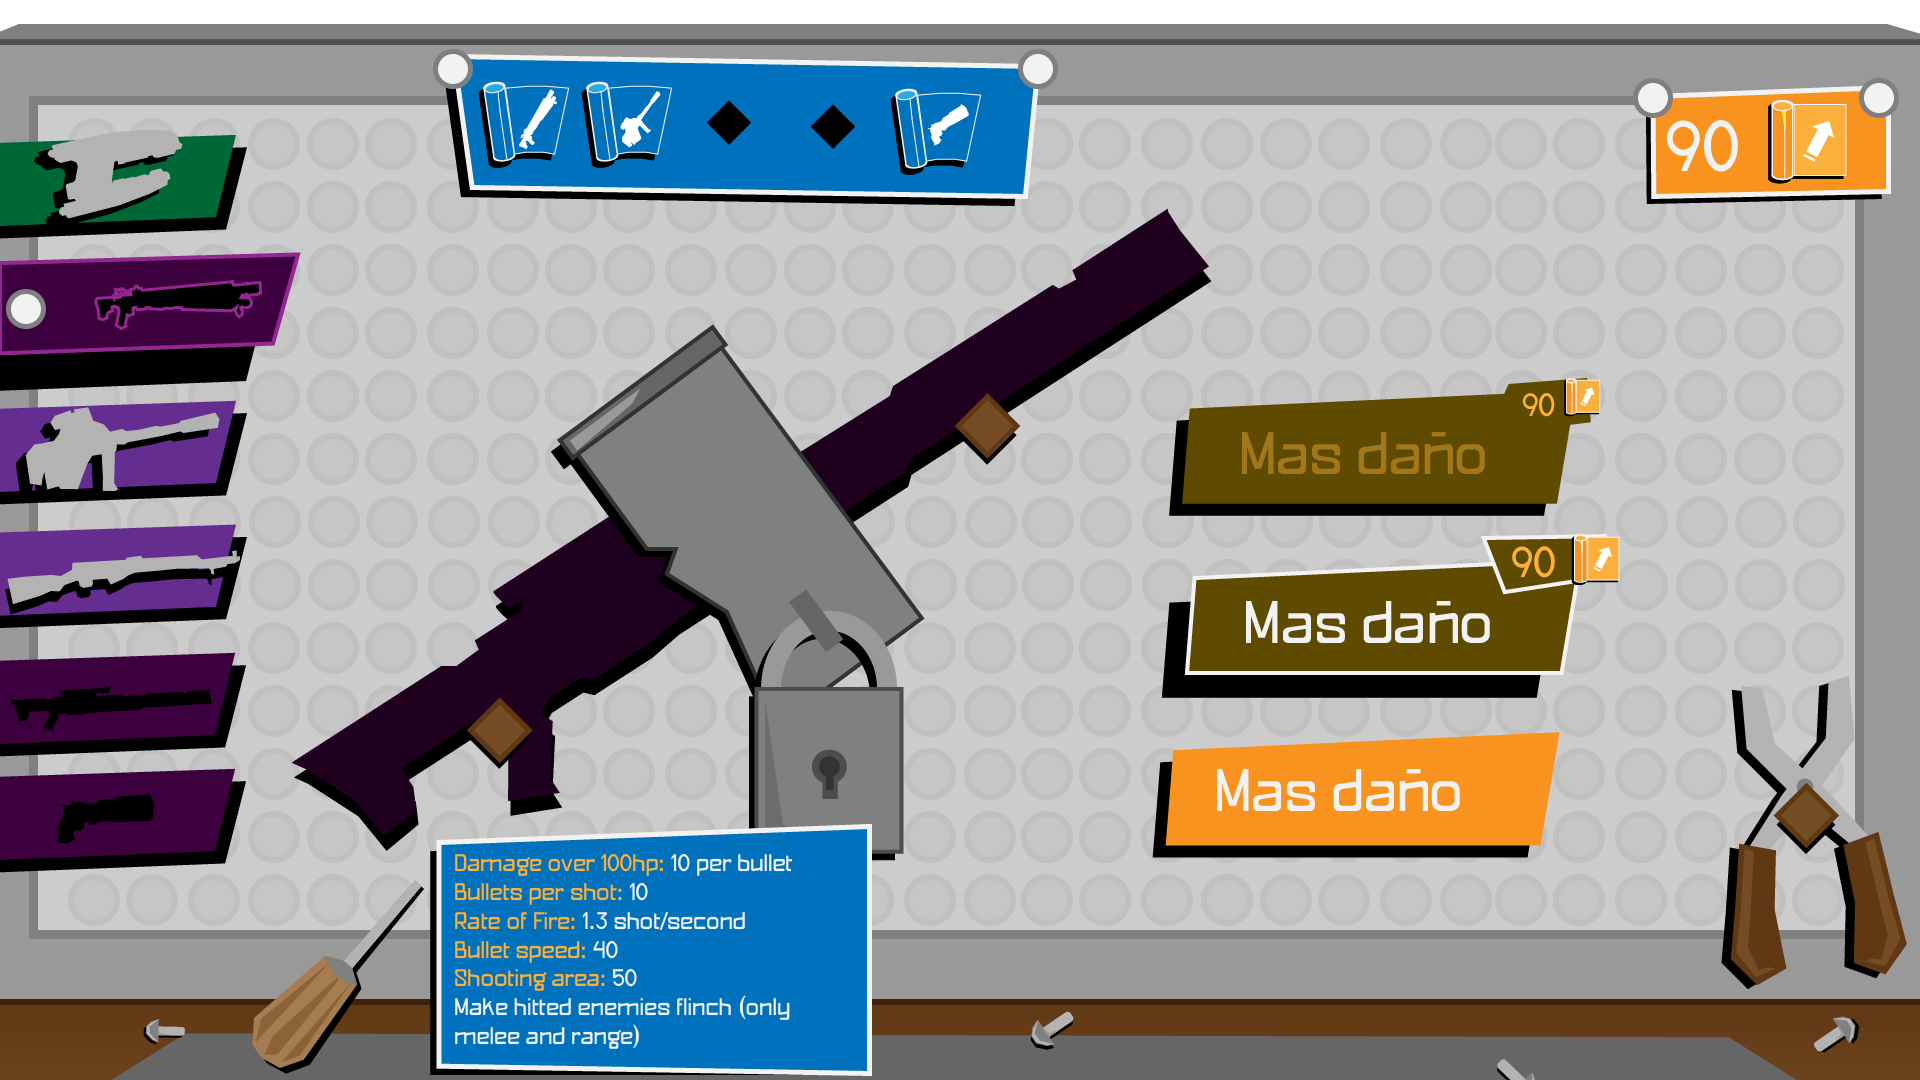 90
90
Mas daño
90
Mas daño
Mas daño
Damage over 100hp: 10 per bullet
Bullets per shot: 10
Rate of Fire: 1.3 shot/second
Bullet speed: 40
Shooting area: 50
Make hitted enemies flinch (only
melee and range)